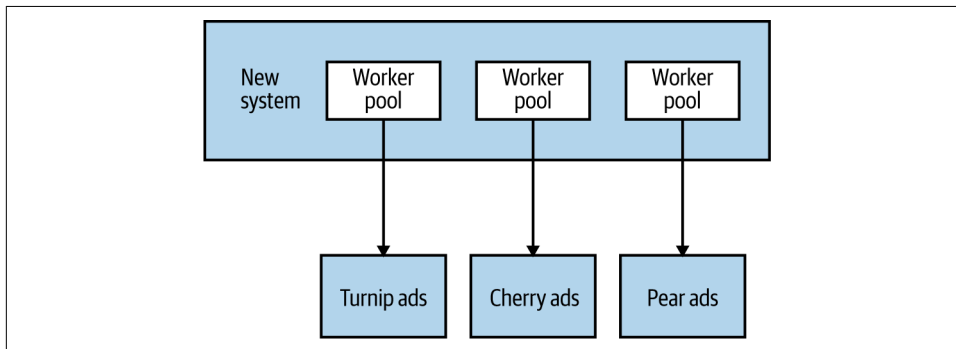 New
system
Worker
pool
Worker
pool
Worker
pool
Turnip ads
Cherry ads
Pear ads